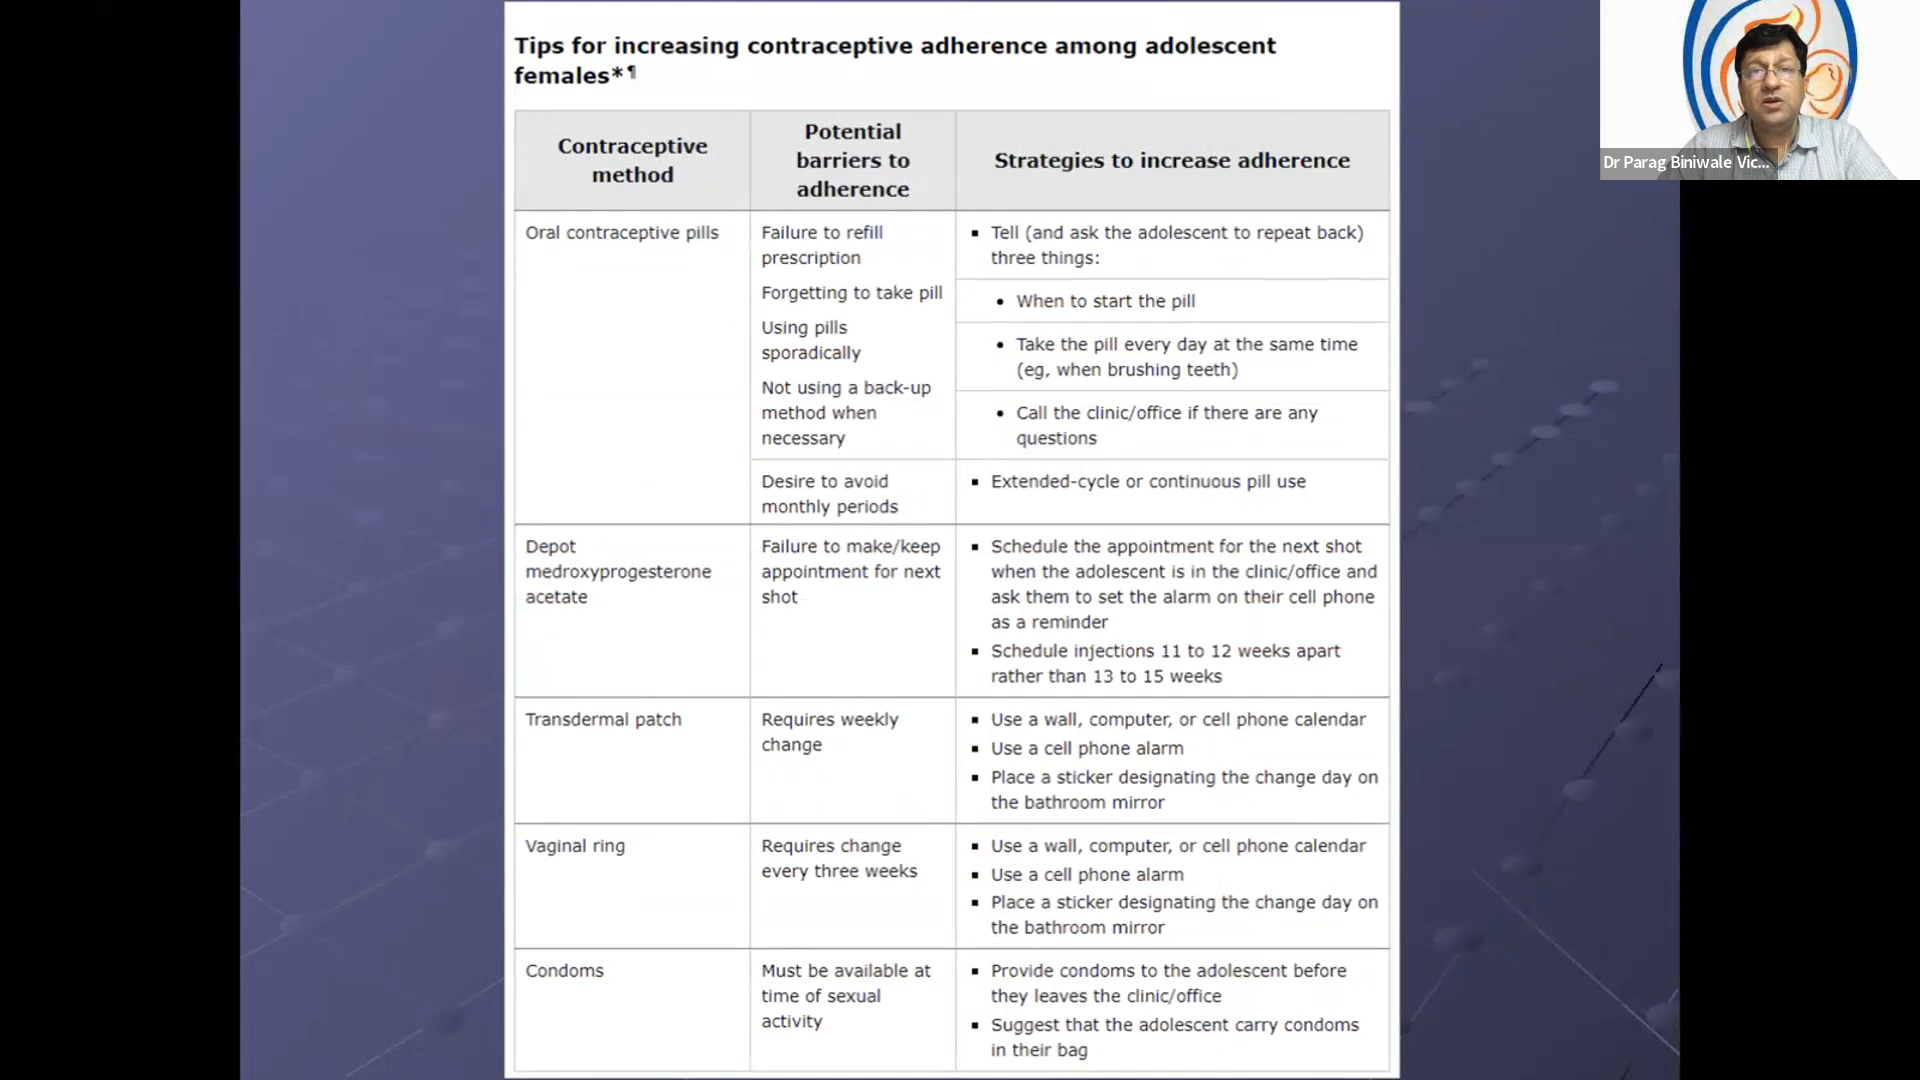 Tips for increasing contraceptive adherence among adolescent
females*¶
Contraceptive
method
Potential
barriers to
adherence
Strategies to increase adherence
Oral contraceptive pills
Failure to refill
prescription
Forgetting to take pill
Using pills
sporadically
Not using a back-up
method when
necessary
▪ Tell (and ask the adolescent to repeat back)
three things:
• When to start the pill
• Take the pill every day at the same time
(eg, when brushing teeth)
• Call the clinic/office if there are any
questions
Desire to avoid
monthly periods
▪ Extended-cycle or continuous pill use
Depot
medroxyprogesterone
acetate
Failure to make/keep
appointment for next
shot
▪ Schedule the appointment for the next shot
when the adolescent is in the clinic/office and
ask them to set the alarm on their cell phone
as a reminder
▪ Schedule injections 11 to 12 weeks apart
rather than 13 to 15 weeks
Transdermal patch
Requires weekly
change
▪ Use a wall, computer, or cell phone calendar
▪ Use a cell phone alarm
▪ Place a sticker designating the change day on
the bathroom mirror
Vaginal ring
Requires change
every three weeks
▪ Use a wall, computer, or cell phone calendar
▪ Use a cell phone alarm
▪ Place a sticker designating the change day on
the bathroom mirror
Condoms
Must be available at
time of sexual
activity
▪ Provide condoms to the adolescent before
they leaves the clinic/office
▪ Suggest that the adolescent carry condoms
in their bag
Dr Parag Biniwale Vic...